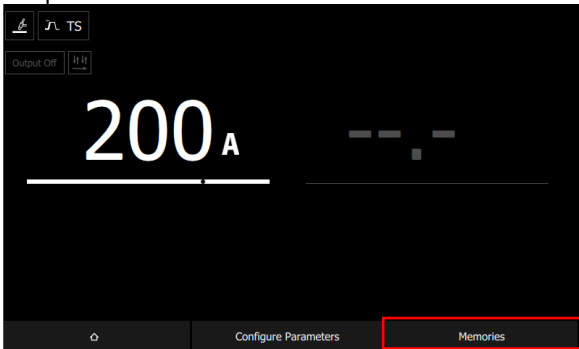 TS
Output Off
200 A
--.-
Configure Parameters
Memories